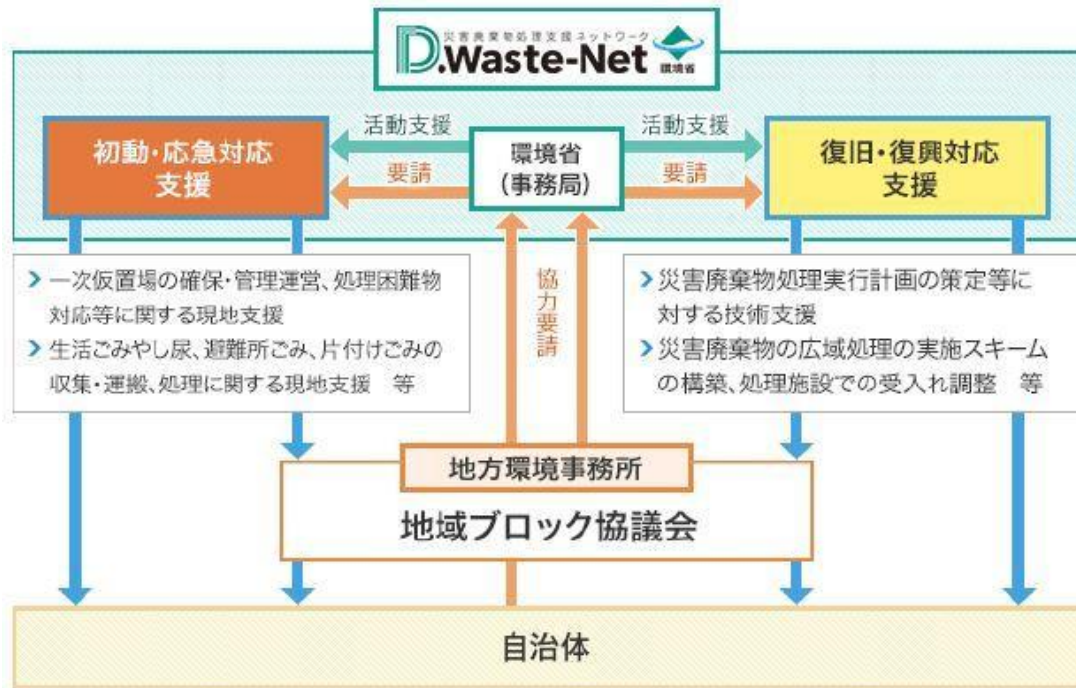 災害廃棄物処理支援ネットワーク
D.Waste-Net
環境省
初動・応急対応
支援
活動支援
要請
環境省
(事務局)
活動支援
要請
復旧・復興対応
支援
一次仮置場の確保・管理運営、処理困難物
対応等に関する現地支援
生活ごみやし尿、避難所ごみ、片付けごみの
収集・運搬、処理に関する現地支援 等
協力要請
災害廃棄物処理実行計画の策定等に
対する技術支援
災害廃棄物の広域処理の実施スキーム
の構築、処理施設での受入れ調整 等
地方環境事務所
地域ブロック協議会
自治体